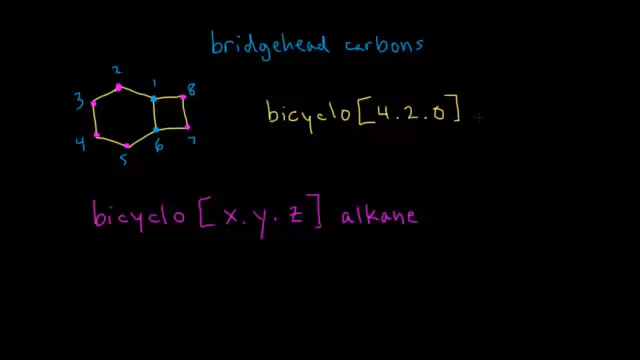 bridgehead carbons
2
1
8
3
bicyclo [4.2.0]
4
6
7
5
bicyclo [x.y.z] alkane